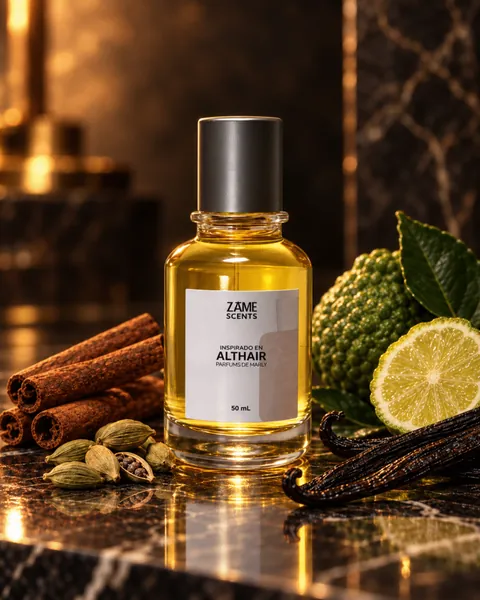 ZAME
SCENTS
INSPIRADO EN
ALTHAIR
PARFUMS DE MARLY
50 mL